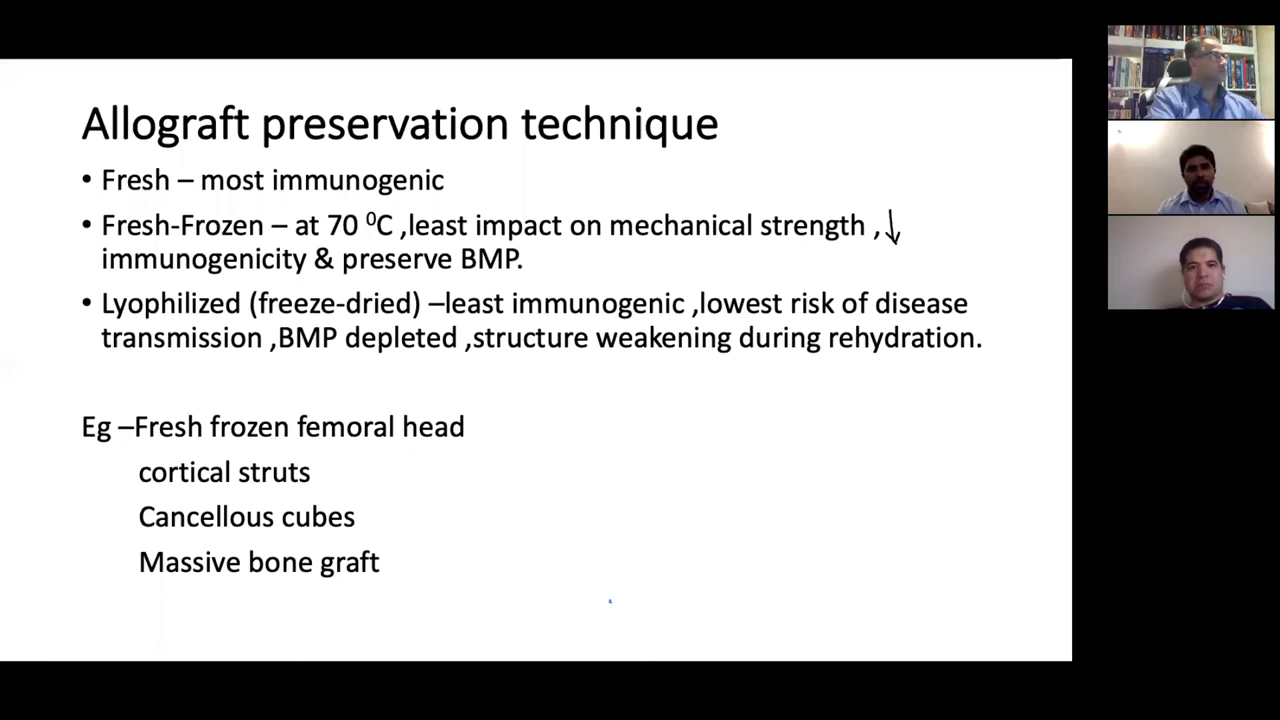 Allograft preservation technique
• Fresh – most immunogenic
• Fresh-Frozen – at 70 ⁰C ,least impact on mechanical strength ,↓
immunogenicity & preserve BMP.
• Lyophilized (freeze-dried) –least immunogenic ,lowest risk of disease
transmission ,BMP depleted ,structure weakening during rehydration.
Eg –Fresh frozen femoral head
cortical struts
Cancellous cubes
Massive bone graft